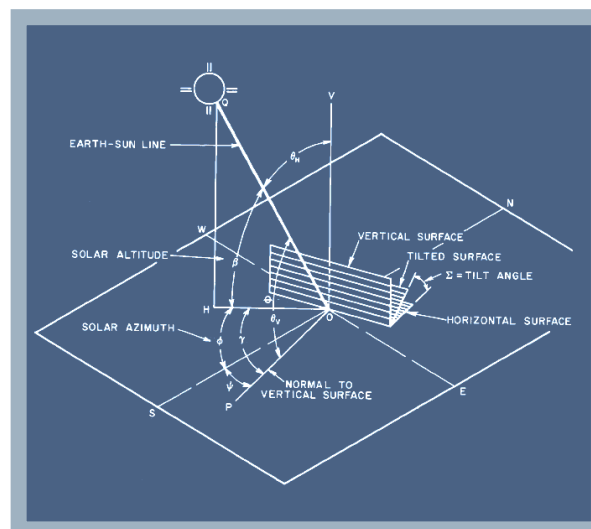 Q
V
EARTH-SUN LINE
θH
N
W
VERTICAL SURFACE
TILTED SURFACE
SOLAR ALTITUDE
β
Σ = TILT ANGLE
Θ
H
O
θV
HORIZONTAL SURFACE
SOLAR AZIMUTH
φ
γ
ψ
NORMAL TO
VERTICAL SURFACE
E
S
P